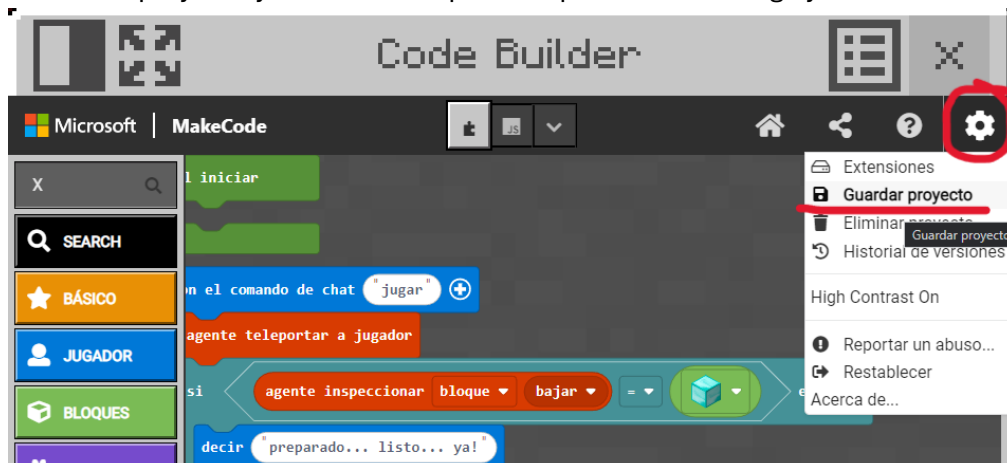 Code Builder
Microsoft | MakeCode
JS
X
SEARCH
BÁSICO
JUGADOR
BLOQUES
l iniciar
n el comando de chat "jugar"
agente teleportar a jugador
si agente inspeccionar bloque bajar = e
decir "preparado... listo... ya!"
Extensiones
Guardar proyecto
Eliminar proyecto
Guardar proyecto
Historial de versiones
High Contrast On
Reportar un abuso...
Restablecer
Acerca de...